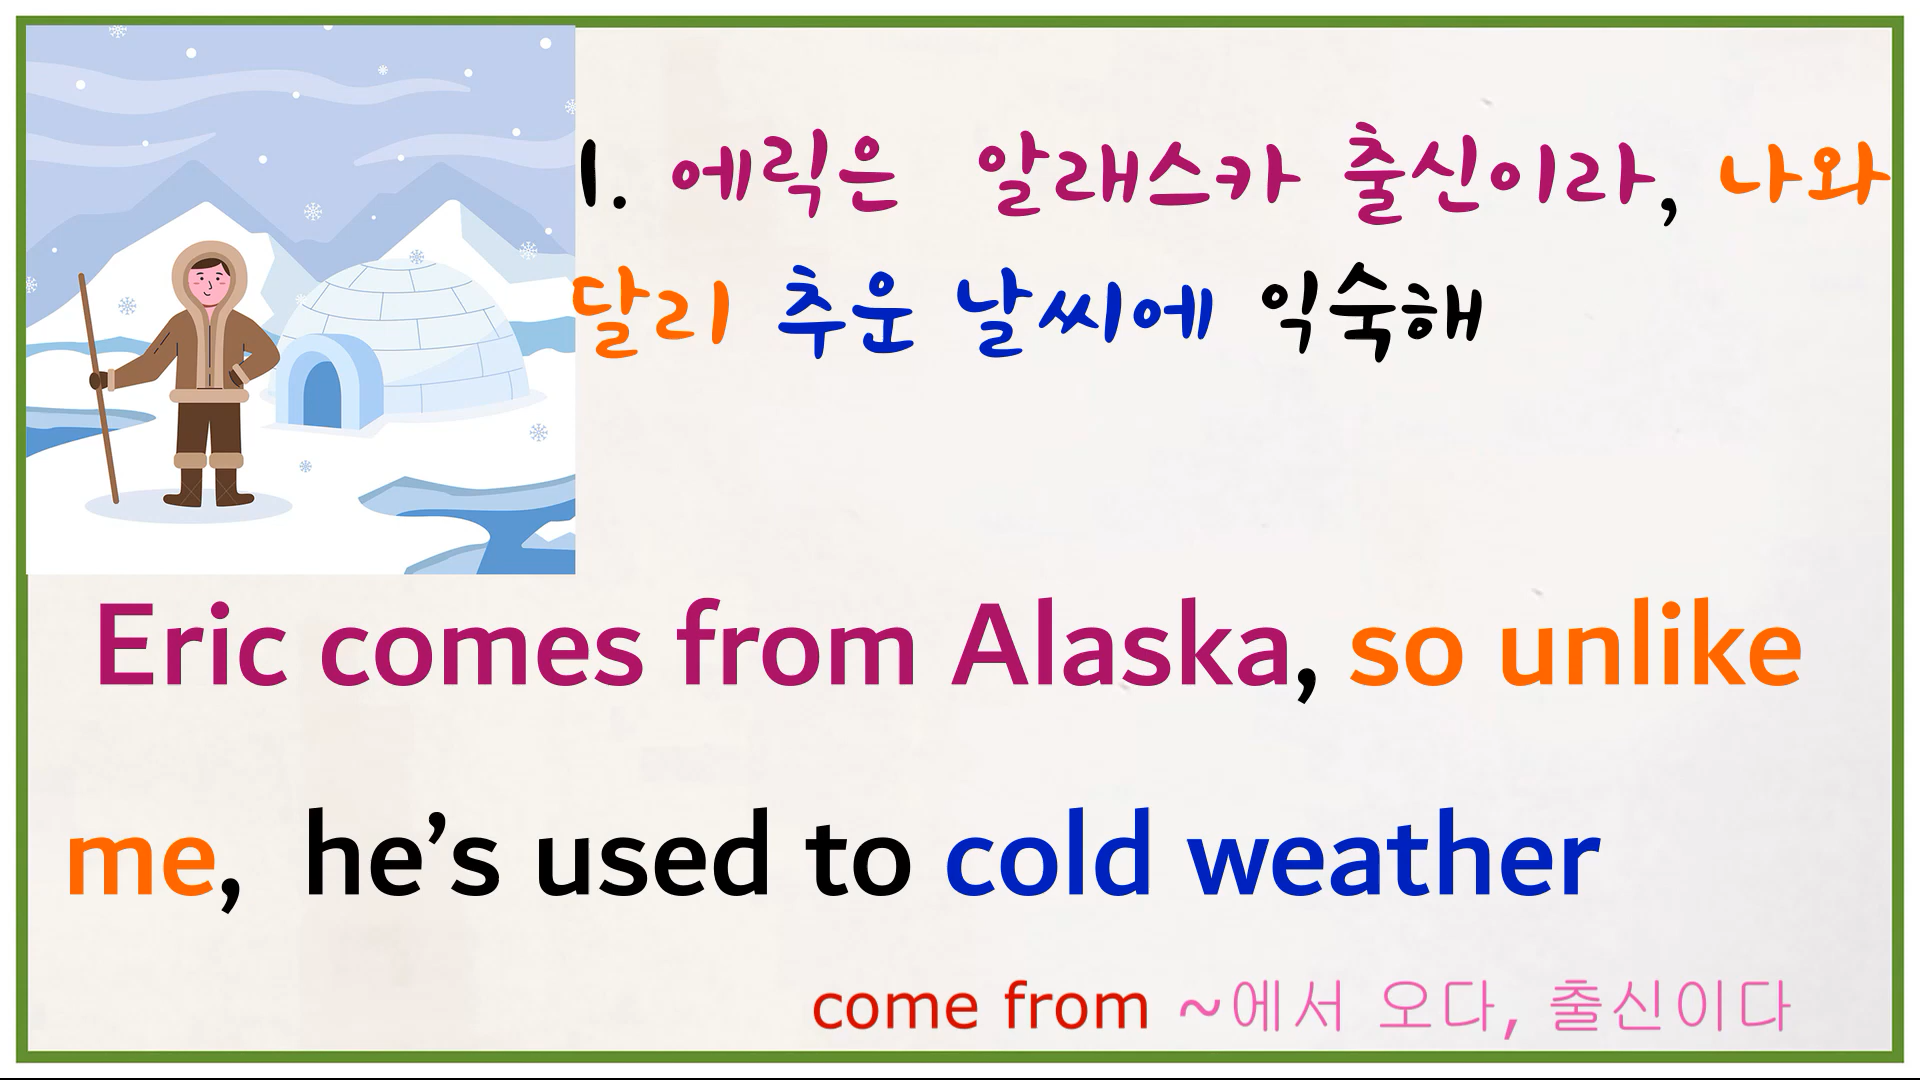 1. 에릭은 알래스카 출신이라, 나와
달리 추운 날씨에 익숙해
Eric comes from Alaska, so unlike
me, he’s used to cold weather
come from ~에서 오다, 출신이다